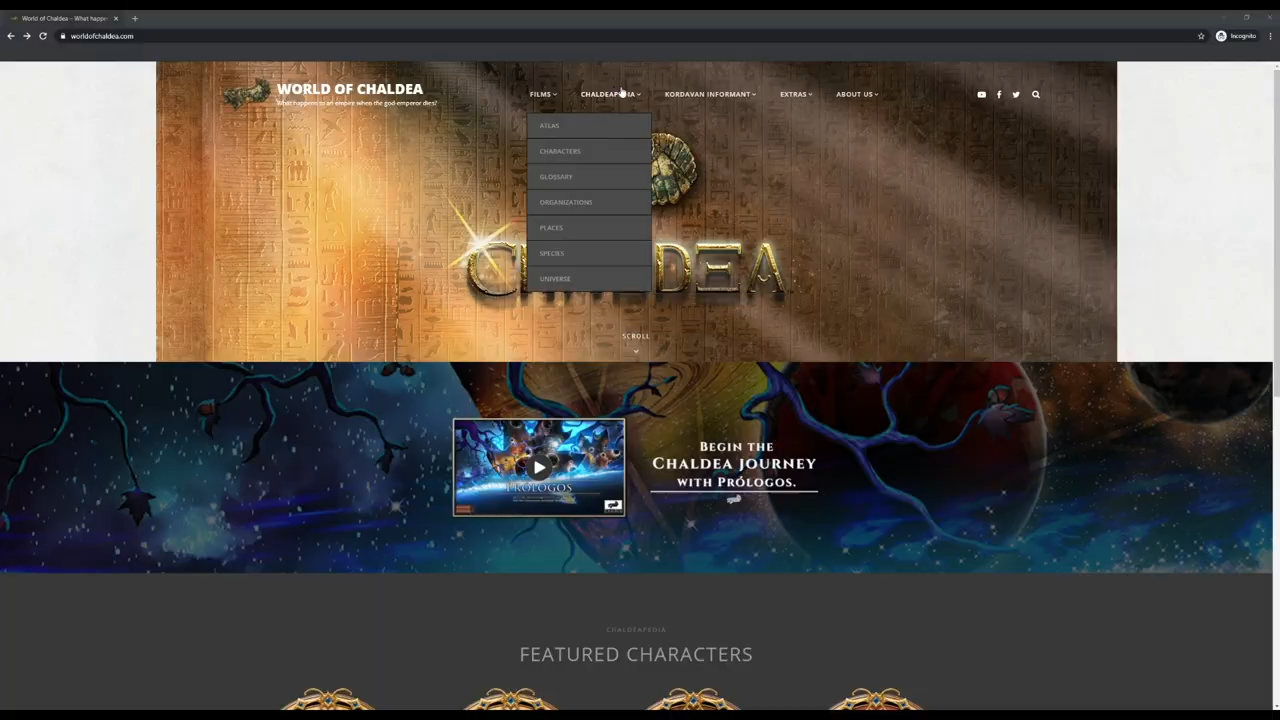 World of Chaldea – What happe
worldofchaldea.com
Incognito
WORLD OF CHALDEA
What happens to an empire when the god-emperor dies?
FILMS
CHALDEAPEDIA
KORDAVAN INFORMANT
EXTRAS
ABOUT US
ATLAS
CHARACTERS
GLOSSARY
ORGANIZATIONS
PLACES
SPECIES
UNIVERSE
SCROLL
PRÓLOGOS
BEGIN THE
CHALDEA JOURNEY
WITH PRÓLOGOS.
CHALDEAPEDIA
FEATURED CHARACTERS